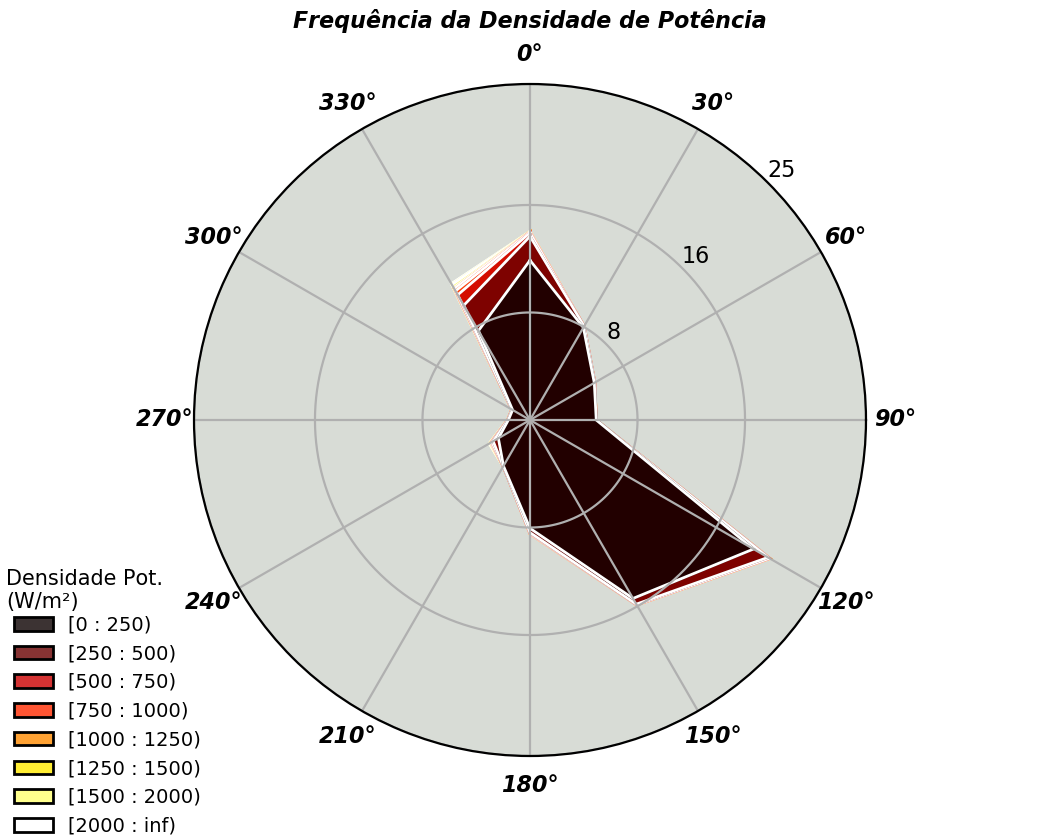 Frequência da Densidade de Potência
0°
330°
30°
25
300°
60°
16
8
270°
90°
Densidade Pot.
(W/m²)
240°
120°
[0 : 250)
[250 : 500)
[500 : 750)
[750 : 1000)
210°
150°
[1000 : 1250)
[1250 : 1500)
180°
[1500 : 2000)
[2000 : inf)